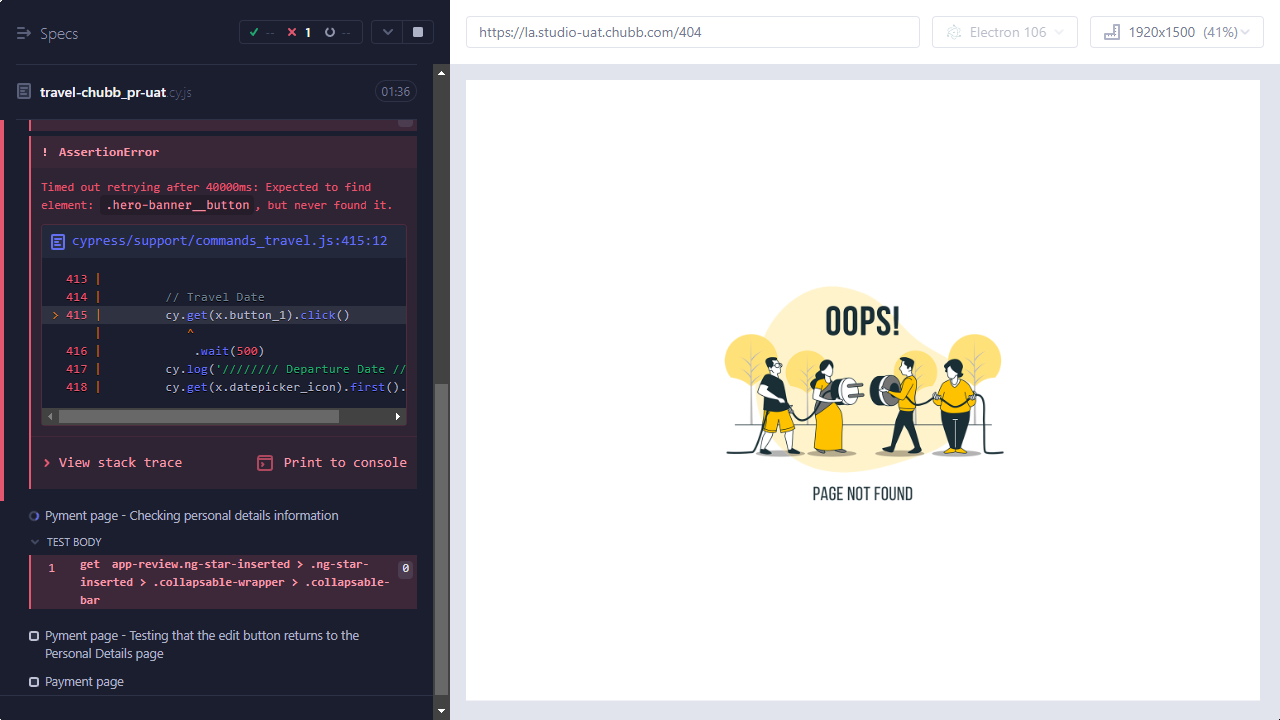 Specs
-- 1 --
travel-chubb_pr-uat.cy.js 01:36
! AssertionError
Timed out retrying after 40000ms: Expected to find
element: .hero-banner__button, but never found it.
cypress/support/commands_travel.js:415:12
413 |
414 | // Travel Date
> 415 | cy.get(x.button_1).click()
| ^
416 | .wait(500)
417 | cy.log('//////// Departure Date //
418 | cy.get(x.datepicker_icon).first().
> View stack trace Print to console
Pyment page - Checking personal details information
TEST BODY
1 get app-review.ng-star-inserted > .ng-star- 0
inserted > .collapsable-wrapper > .collapsable-
bar
Pyment page - Testing that the edit button returns to the
Personal Details page
Payment page
https://la.studio-uat.chubb.com/404 Electron 106 1920x1500 (41%)
OOPS!
PAGE NOT FOUND